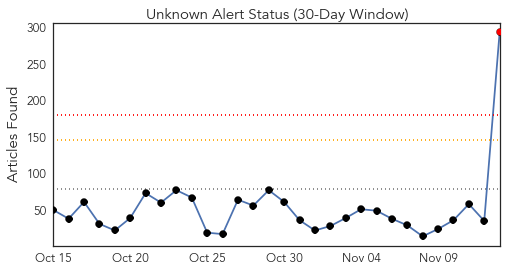 Unknown Alert Status (30-Day Window)
300
250
200
150
100
50
Articles Found
Oct 15 Oct 20 Oct 25 Oct 30 Nov 04 Nov 09